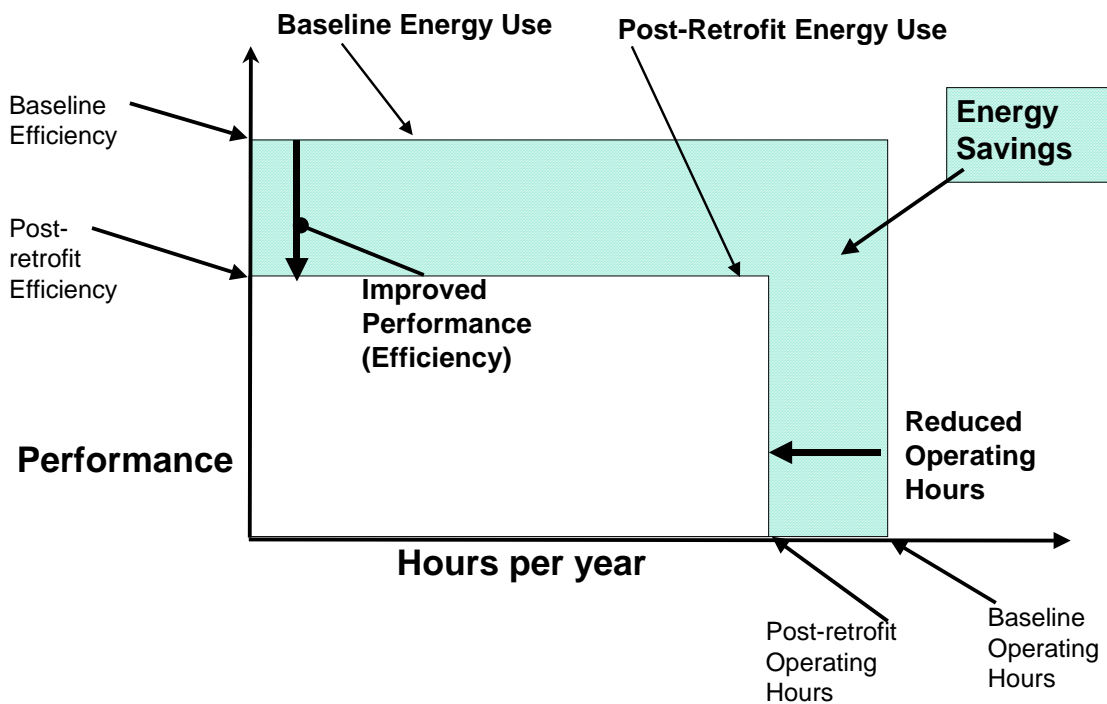 Baseline Energy Use
Post-Retrofit Energy Use
Baseline
Efficiency
Energy
Savings
Post-
retrofit
Efficiency
Improved
Performance
(Efficiency)
Reduced
Operating
Hours
Performance
Hours per year
Post-retrofit
Operating
Hours
Baseline
Operating
Hours